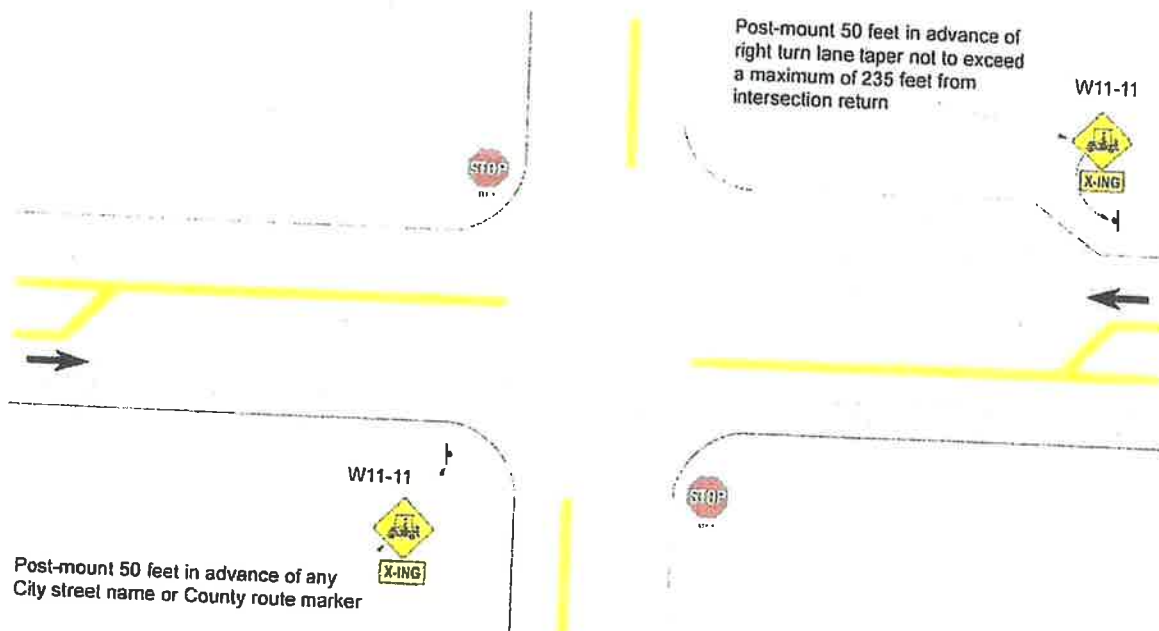 Post-mount 50 feet in advance of
right turn lane taper not to exceed
a maximum of 235 feet from
intersection return
W11-11
X-ING
STOP
W11-11
X-ING
Post-mount 50 feet in advance of any
City street name or County route marker
STOP